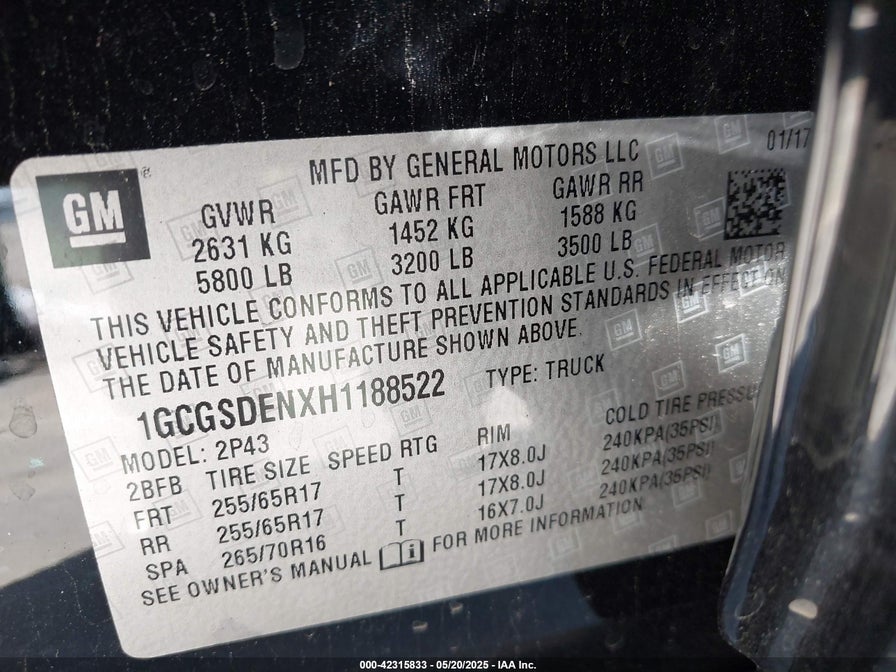 MFD BY GENERAL MOTORS LLC 01/17
GM ®
GVWR GAWR FRT GAWR RR
2631 KG 1452 KG 1588 KG
5800 LB 3200 LB 3500 LB
THIS VEHICLE CONFORMS TO ALL APPLICABLE U.S. FEDERAL MOTOR
VEHICLE SAFETY AND THEFT PREVENTION STANDARDS IN EFFECT ON
THE DATE OF MANUFACTURE SHOWN ABOVE.
1GCGSDENXH1188522 TYPE: TRUCK
MODEL: 2P43
2BFB TIRE SIZE SPEED RTG RIM COLD TIRE
FRT 255/65R17 T 17X8.0J 240KPA(35PSI)
RR 255/65R17 T 17X8.0J 240KPA(35PSI)
SPA 265/70R16 T 16X7.0J 240KPA(35PSI)
SEE OWNER'S MANUAL FOR MORE INFORMATION
000-42315833 - 05/20/2025 - IAA Inc.